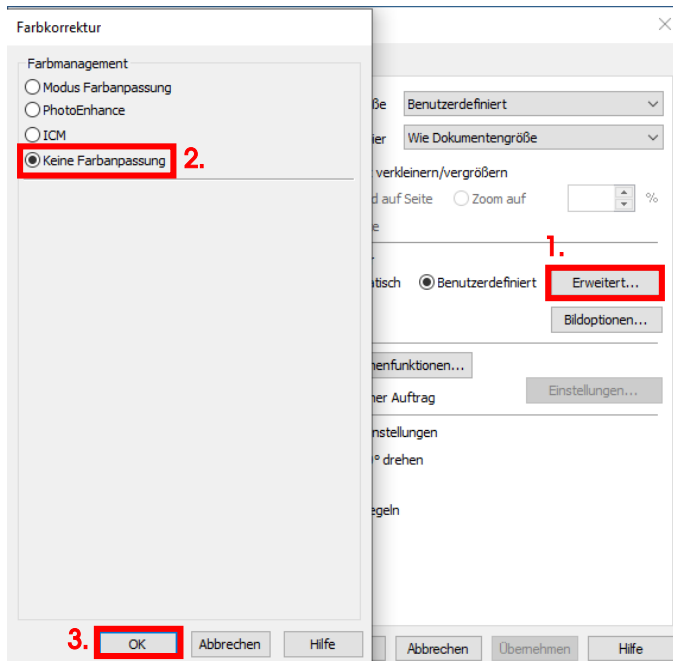 Farbkorrektur
Farbmanagement
Modus Farbanpassung
PhotoEnhance
ICM
Keine Farbanpassung
2.
3.
OK
Abbrechen
Hilfe
ße
Benutzerdefiniert
ier
Wie Dokumentengröße
verkleinern/vergrößern
d auf Seite
Zoom auf
%
e
1.
tisch
Benutzerdefiniert
Erweitert...
Bildoptionen...
nenfunktionen...
ner Auftrag
Einstellungen...
nstellungen
° drehen
egeln
Abbrechen
Übernehmen
Hilfe